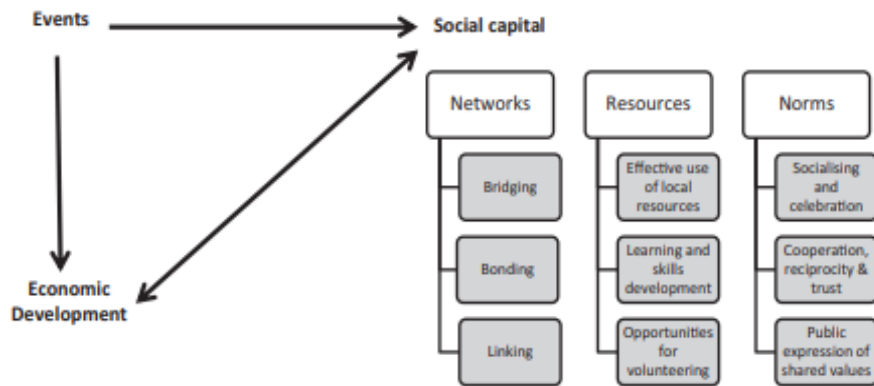 Events
Social capital
Networks
Resources
Norms
Bridging
Effective use
of local
resources
Socialising
and
celebration
Bonding
Learning and
skills
development
Cooperation,
reciprocity &
trust
Economic
Development
Linking
Opportunities
for
volunteering
Public
expression of
shared values